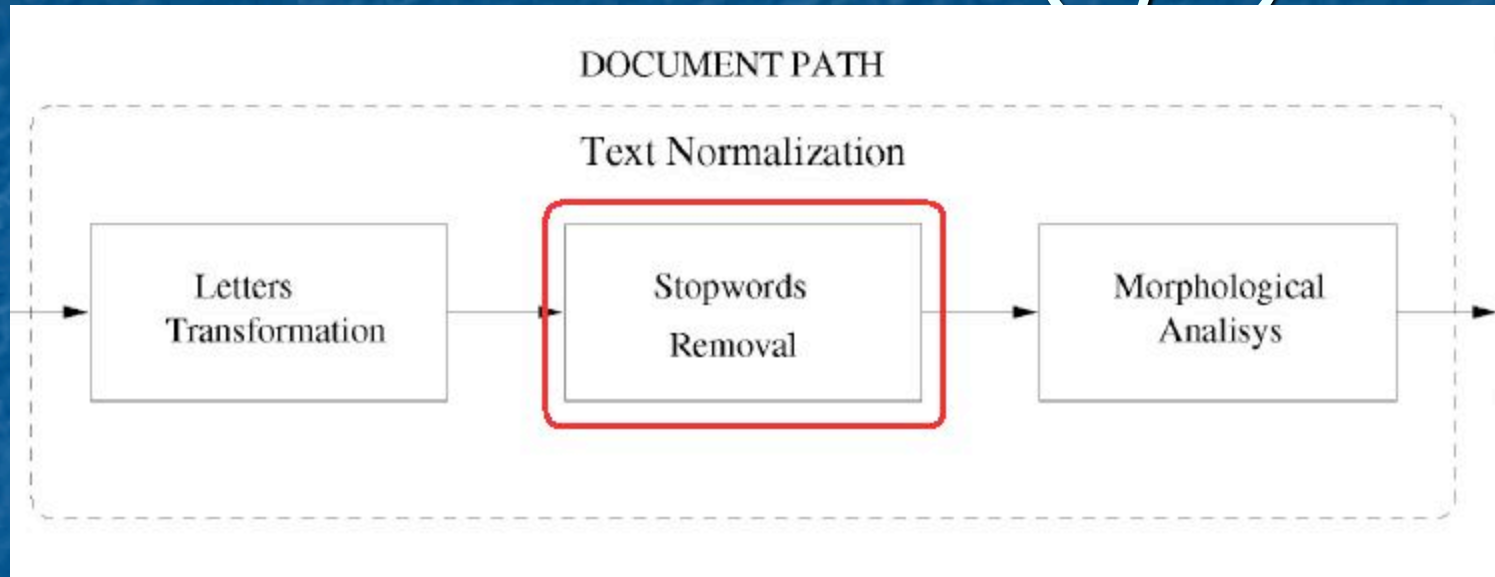 DOCUMENT PATH
Text Normalization
Letters
Transformation
Stopwords
Removal
Morphological
Analisys